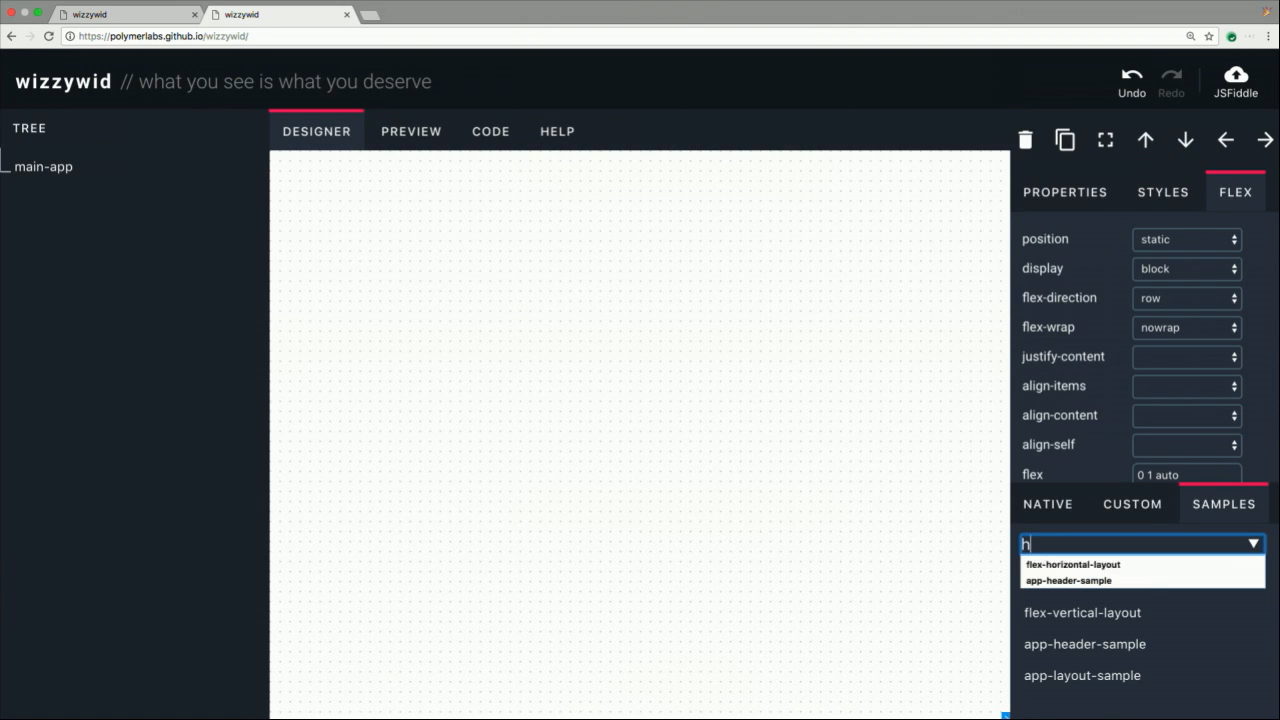 wizzywid
wizzywid
https://polymerlabs.github.io/wizzywid/
wizzywid // what you see is what you deserve
Undo
Redo
JSFiddle
TREE
main-app
DESIGNER
PREVIEW
CODE
HELP
PROPERTIES
STYLES
FLEX
position
static
display
block
flex-direction
row
flex-wrap
nowrap
justify-content
align-items
align-content
align-self
flex
0 1 auto
NATIVE
CUSTOM
SAMPLES
h
flex-horizontal-layout
app-header-sample
flex-vertical-layout
app-header-sample
app-layout-sample